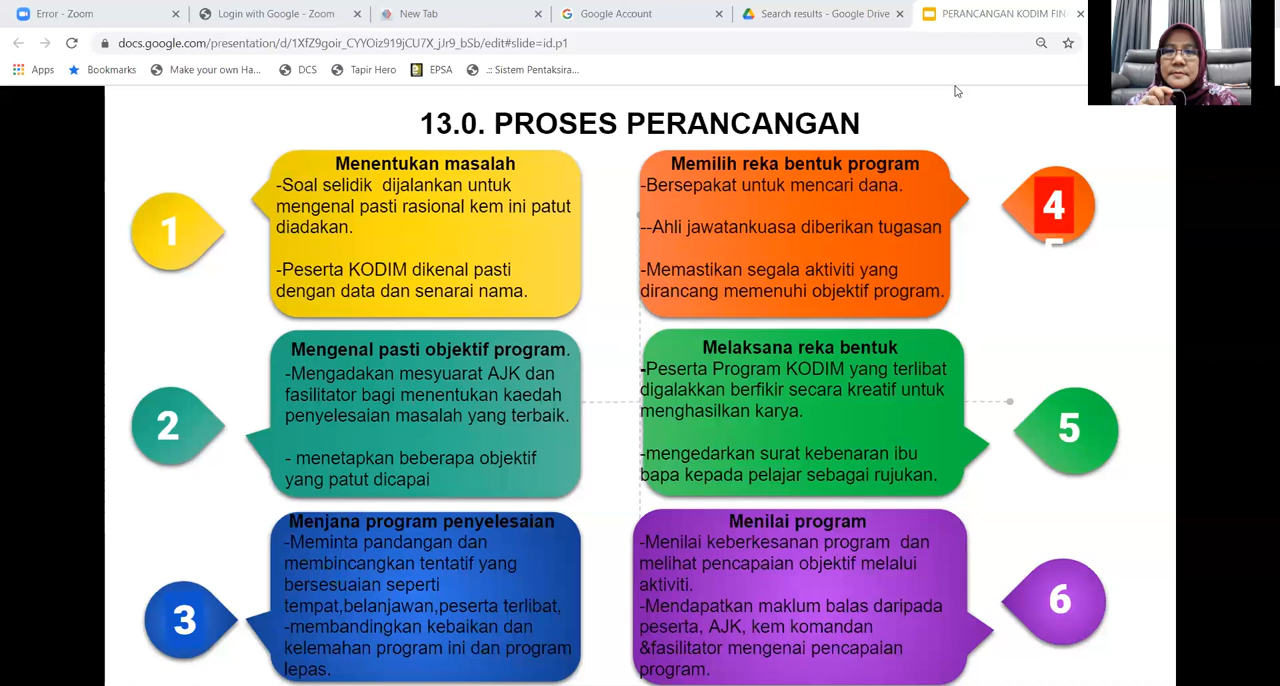 Error - Zoom
Login with Google - Zoom
New Tab
Google Account
Search results - Google Drive
PERANCANGAN KODIM FIN
docs.google.com/presentation/d/1XfZ9goir_CYYOiz919jCU7X_jJr9_bSb/edit#slide=id.p1
Apps
Bookmarks
Make your own Ha...
DCS
Tapir Hero
EPSA
.:: Sistem Pentaksira...
13.0. PROSES PERANCANGAN
1
Menentukan masalah
-Soal selidik dijalankan untuk
mengenal pasti rasional kem ini patut
diadakan.
-Peserta KODIM dikenal pasti
dengan data dan senarai nama.
2
Mengenal pasti objektif program.
-Mengadakan mesyuarat AJK dan
fasilitator bagi menentukan kaedah
penyelesaian masalah yang terbaik.
- menetapkan beberapa objektif
yang patut dicapai
3
Menjana program penyelesaian
-Meminta pandangan dan
membincangkan tentatif yang
bersesuaian seperti
tempat,belanjawan,peserta terlibat,
-membandingkan kebaikan dan
kelemahan program ini dan program
lepas.
Memilih reka bentuk program
-Bersepakat untuk mencari dana.
--Ahli jawatankuasa diberikan tugasan
-Memastikan segala aktiviti yang
dirancang memenuhi objektif program.
4
Melaksana reka bentuk
-Peserta Program KODIM yang terlibat
digalakkan berfikir secara kreatif untuk
menghasilkan karya.
-mengedarkan surat kebenaran ibu
bapa kepada pelajar sebagai rujukan.
5
Menilai program
-Menilai keberkesanan program dan
melihat pencapaian objektif melalui
aktiviti.
-Mendapatkan maklum balas daripada
peserta, AJK, kem komandan
&fasilitator mengenai pencapaian
program.
6